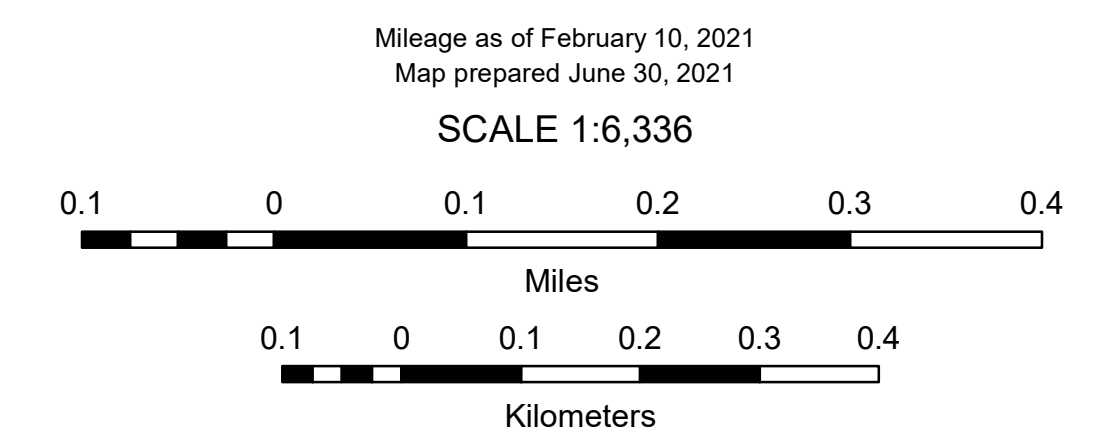 Mileage as of February 10, 2021
Map prepared June 30, 2021
SCALE 1:6,336
0.1 0 0.1 0.2 0.3 0.4
Miles
0.1 0 0.1 0.2 0.3 0.4
Kilometers